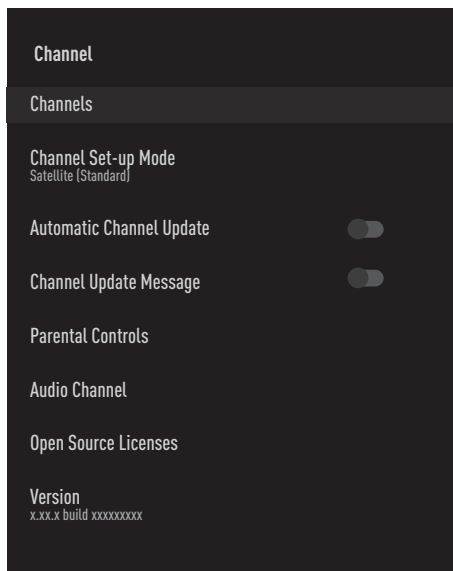 Channel
Channels
Channel Set-up Mode
Satellite (Standard)
Automatic Channel Update
Channel Update Message
Parental Controls
Audio Channel
Open Source Licenses
Version
x.xx.x build xxxxxxxxx